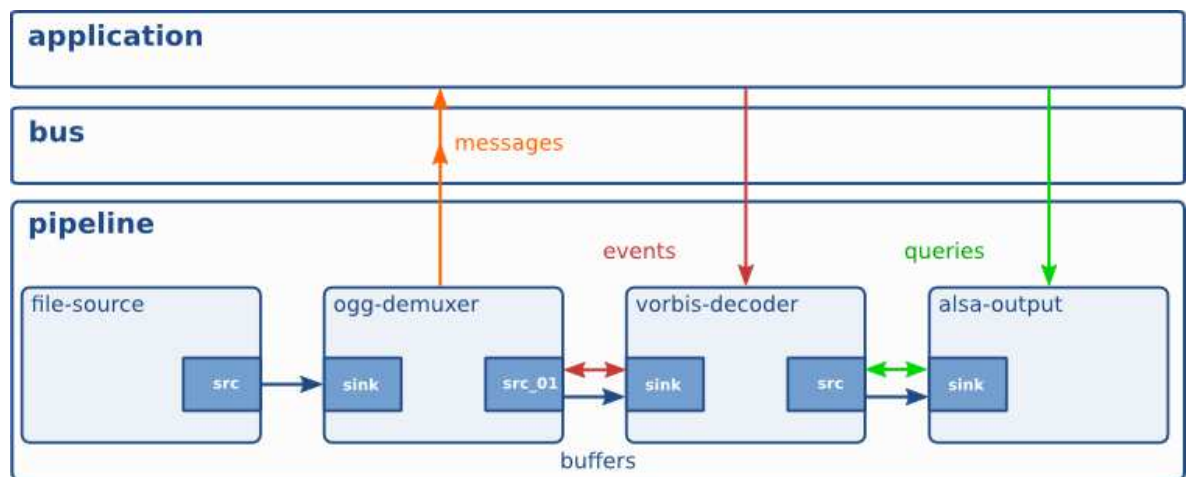 application
bus
messages
pipeline
events
queries
file-source
ogg-demuxer
vorbis-decoder
alsa-output
src
sink
src_01
sink
src
sink
buffers